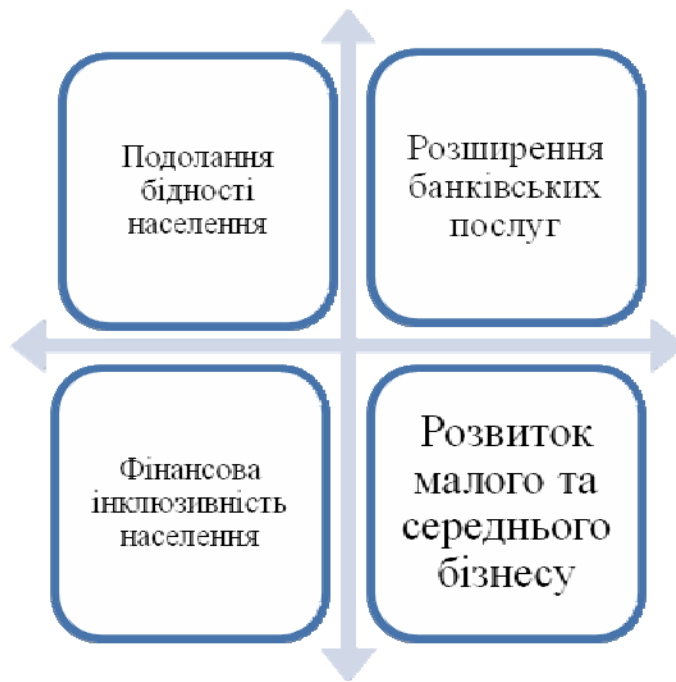 Подолання
бідності
населення
Розширення
банківських
послуг
Фінансова
інклюзивність
населення
Розвиток
малого та
середнього
бізнесу